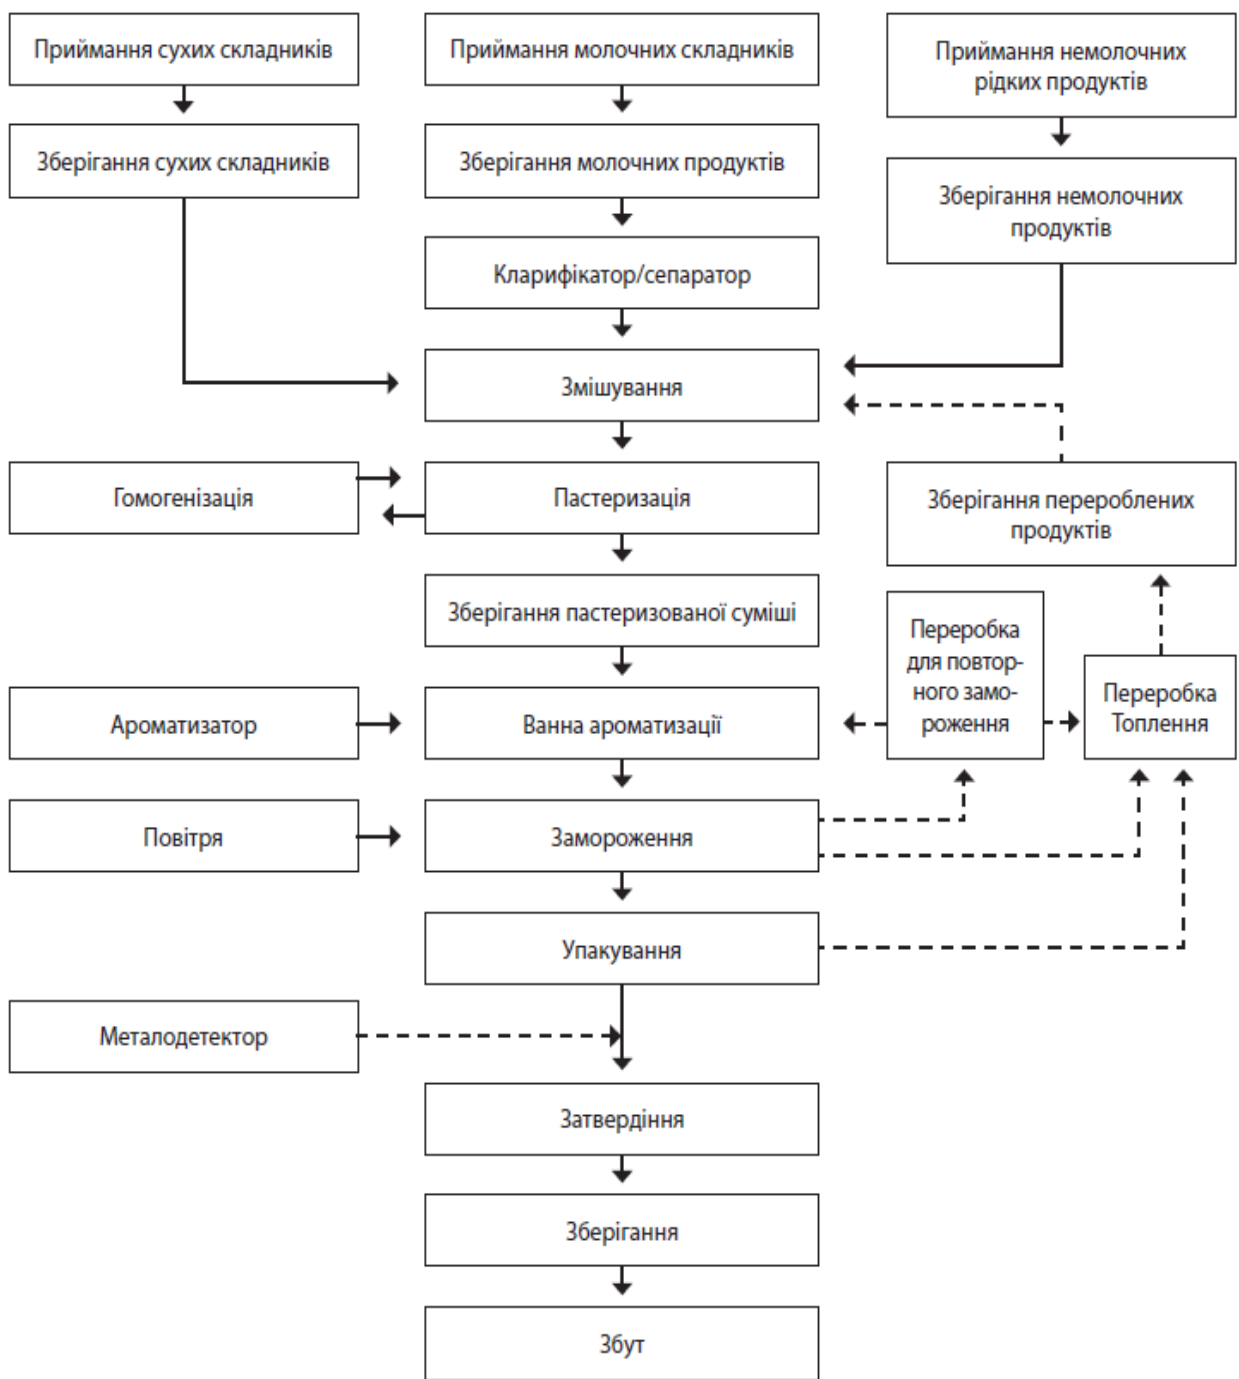 Приймання сухих складників
Приймання молочних складників
Приймання немолочних
рідких продуктів
Зберігання сухих складників
Зберігання молочних продуктів
Зберігання немолочних
продуктів
Кларифікатор/сепаратор
Змішування
Гомогенізація
Пастеризація
Зберігання перероблених
продуктів
Зберігання пастеризованої суміші
Переробка
для повтор-
ного замо-
роження
Переробка
Топлення
Ароматизатор
Ванна ароматизації
Повітря
Замороження
Упакування
Металодетектор
Затвердіння
Зберігання
Збут